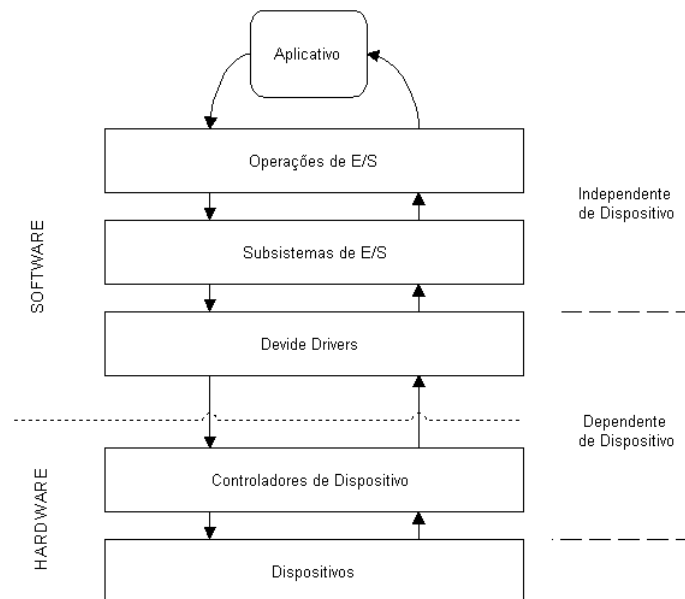 Aplicativo
Operações de E/S
Subsistemas de E/S
Devide Drivers
Controladores de Dispositivo
Dispositivos
SOFTWARE
HARDWARE
Independente
de Dispositivo
Dependente
de Dispositivo